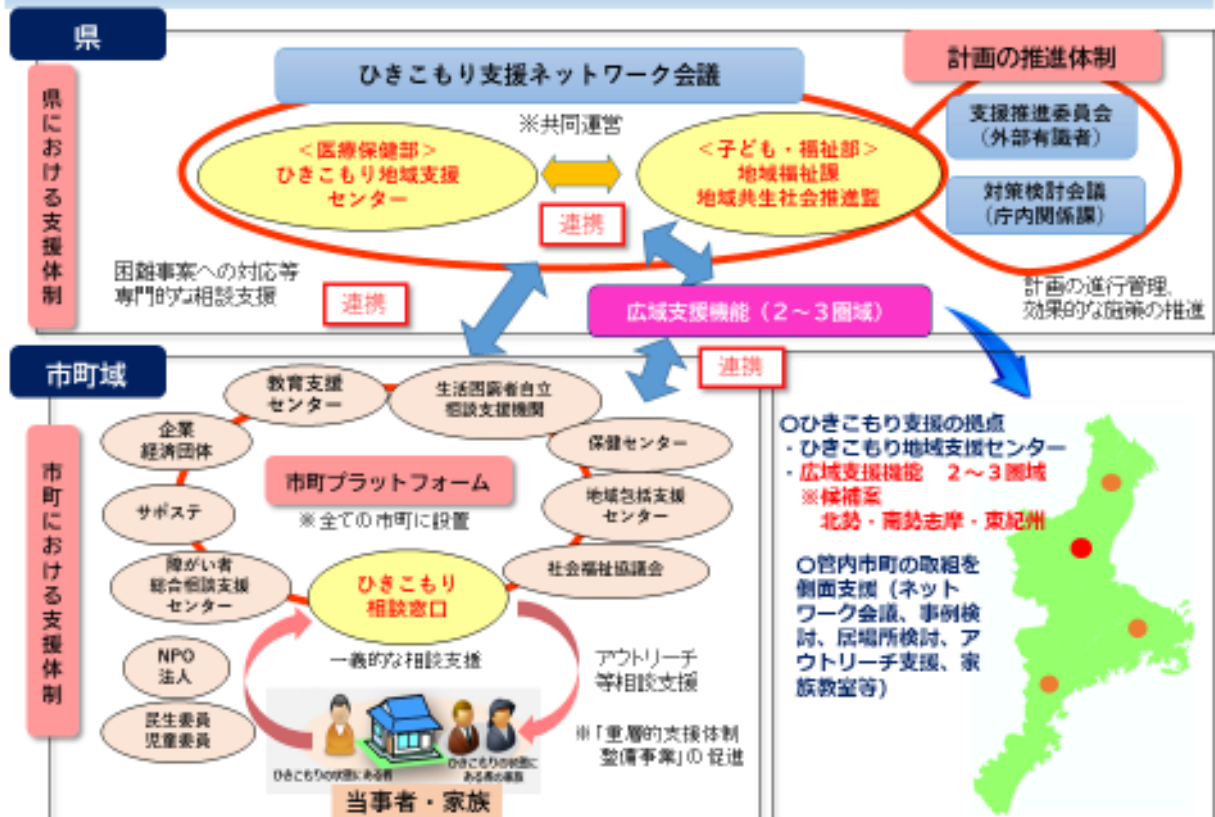 県
県における支援体制
ひきこもり支援ネットワーク会議
計画の推進体制
※共同運営
＜医療保健部＞
ひきこもり地域支援
センター
＜子ども・福祉部＞
地域福祉課
地域共生社会推進監
支援推進委員会
（外部有識者）
対策検討会議
（庁内関係課）
連携
困難事案への対応等
専門的な相談支援
連携
広域支援機能（２～３圏域）
計画の進行管理、
効果的な施策の推進
市町域
市町における支援体制
連携
教育支援
センター
生活困窮者自立
相談支援機関
企業
経済団体
保健センター
市町プラットフォーム
※全ての市町に設置
サポステ
地域包括支援
センター
障がい者
総合相談支援
センター
社会福祉協議会
ひきこもり
相談窓口
一義的な相談支援
アウトリーチ
等相談支援
NPO
法人
民生委員
児童委員
ひきこもりの状態にある者
ひきこもりの状態に
ある者の家族
当事者・家族
※「重層的支援体制
整備事業」の促進
○ひきこもり支援の拠点
・ひきこもり地域支援センター
・広域支援機能　２～３圏域
※候補案
北勢・南勢志摩・東紀州
○管内市町の取組を
側面支援（ネット
ワーク会議、事例検
討、居場所検討、ア
ウトリーチ支援、家
族教室等）